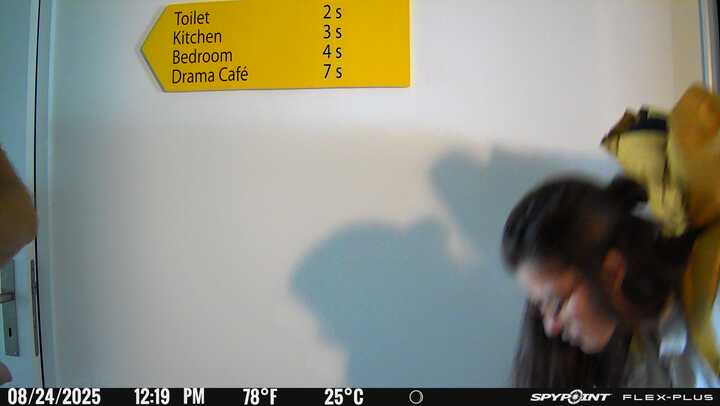 Toilet 2 s
Kitchen 3 s
Bedroom 4 s
Drama Café 7 s
08/24/2025 12:19 PM 78°F 25°C SPYPOINT FLEX-PLUS